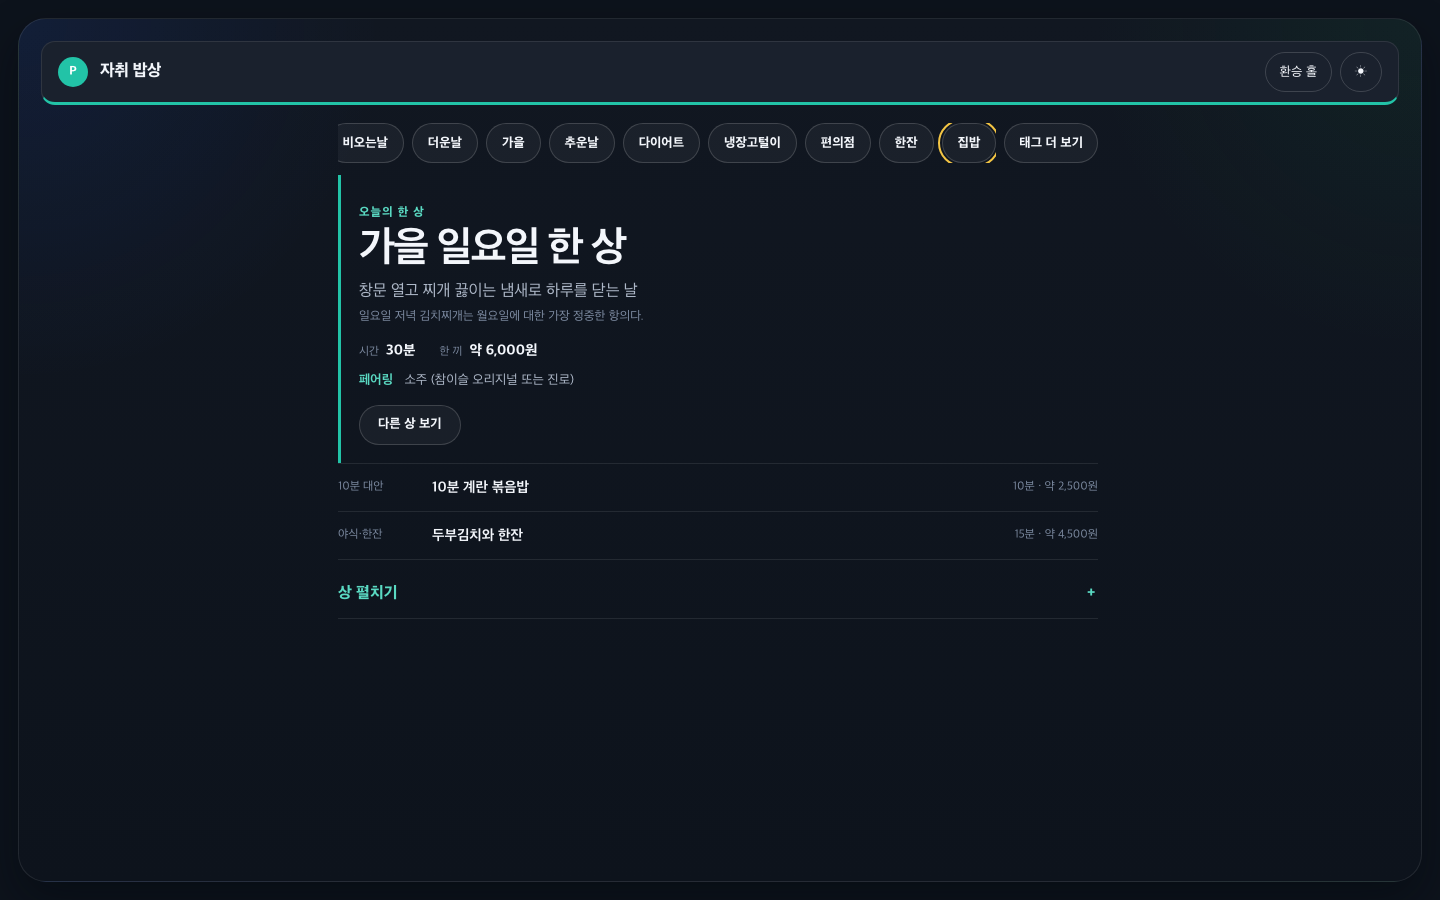 P 자취 밥상 환승 홀
비오는날 더운날 가을 추운날 다이어트 냉장고털이 편의점 한잔 집밥 태그 더 보기
오늘의 한 상
가을 일요일 한 상
창문 열고 찌개 끓이는 냄새로 하루를 닫는 날
일요일 저녁 김치찌개는 월요일에 대한 가장 정중한 항의다.
시간 30분 한 끼 약 6,000원
페어링 소주 (참이슬 오리지널 또는 진로)
다른 상 보기
10분 대안 10분 계란 볶음밥 10분 · 약 2,500원
야식·한잔 두부김치와 한잔 15분 · 약 4,500원
상 펼치기 +